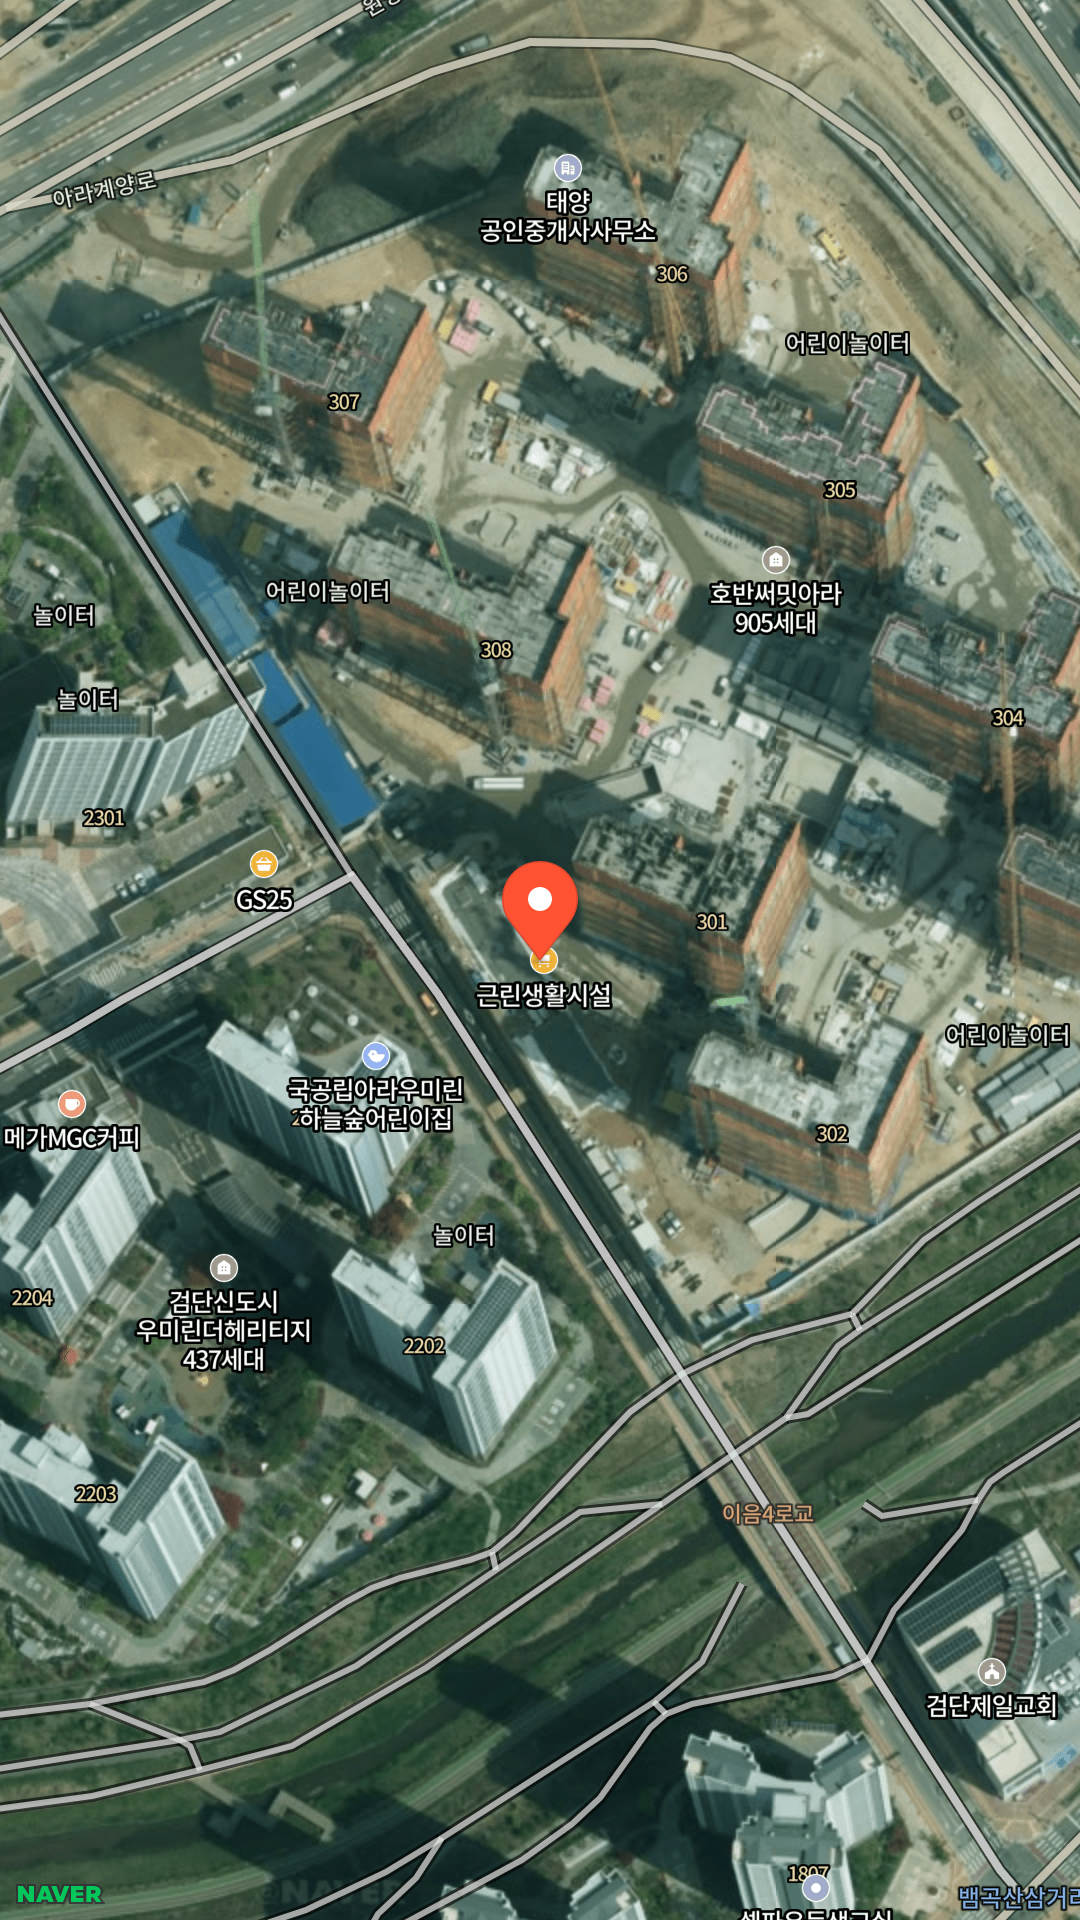 아라계양로
태양
공인중개사사무소
306
어린이놀이터
307
305
호반써밋아라
905세대
어린이놀이터
놀이터
308
놀이터
304
2301
GS25
301
근린생활시설
어린이놀이터
국공립아라우미린
하늘숲어린이집
메가MGC커피
302
놀이터
2204
검단신도시
우미린더헤리티지
437세대
2202
2203
이음4로교
검단제일교회
1807
NAVER
뱀곡산삼거리